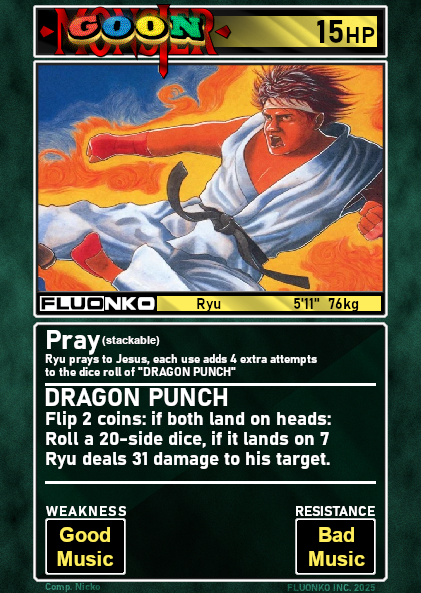 MONSTER
GOON
15HP
FLUONKO
Ryu
5'11" 76kg
Pray(stackable)
Ryu prays to Jesus, each use adds 4 extra attempts
to the dice roll of "DRAGON PUNCH"
DRAGON PUNCH
Flip 2 coins: if both land on heads:
Roll a 20-side dice, if it lands on 7
Ryu deals 31 damage to his target.
WEAKNESS
RESISTANCE
Good
Music
Bad
Music
Comp. Nicko
FLUONKO INC. 2025